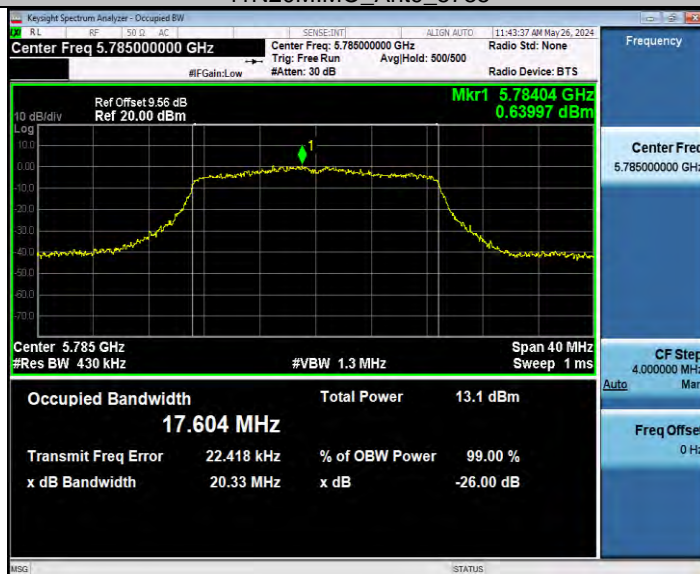 Keysight Spectrum Analyzer - Occupied BW
RL RF 50 Ω AC SENSE:INT ALIGN AUTO 11:43:37 AM May 26, 2024
Center Freq 5.785000000 GHz
Center Freq: 5.785000000 GHz
Radio Std: None
Trig: Free Run Avg|Hold: 500/500
#IFGain:Low #Atten: 30 dB Radio Device: BTS
Frequency
Ref Offset 9.56 dB
10 dB/div Ref 20.00 dBm
Mkr1 5.78404 GHz
0.63997 dBm
Log
10.0
0.00
-10.0
-20.0
-30.0
-40.0
-50.0
-60.0
-70.0
1
Center 5.785 GHz Span 40 MHz
#Res BW 430 kHz #VBW 1.3 MHz Sweep 1 ms
Occupied Bandwidth Total Power 13.1 dBm
17.604 MHz
Transmit Freq Error 22.418 kHz % of OBW Power 99.00 %
x dB Bandwidth 20.33 MHz x dB -26.00 dB
Center Freq
5.785000000 GHz
CF Step
4.000000 MHz
Auto Man
Freq Offset
0 Hz
MSG STATUS